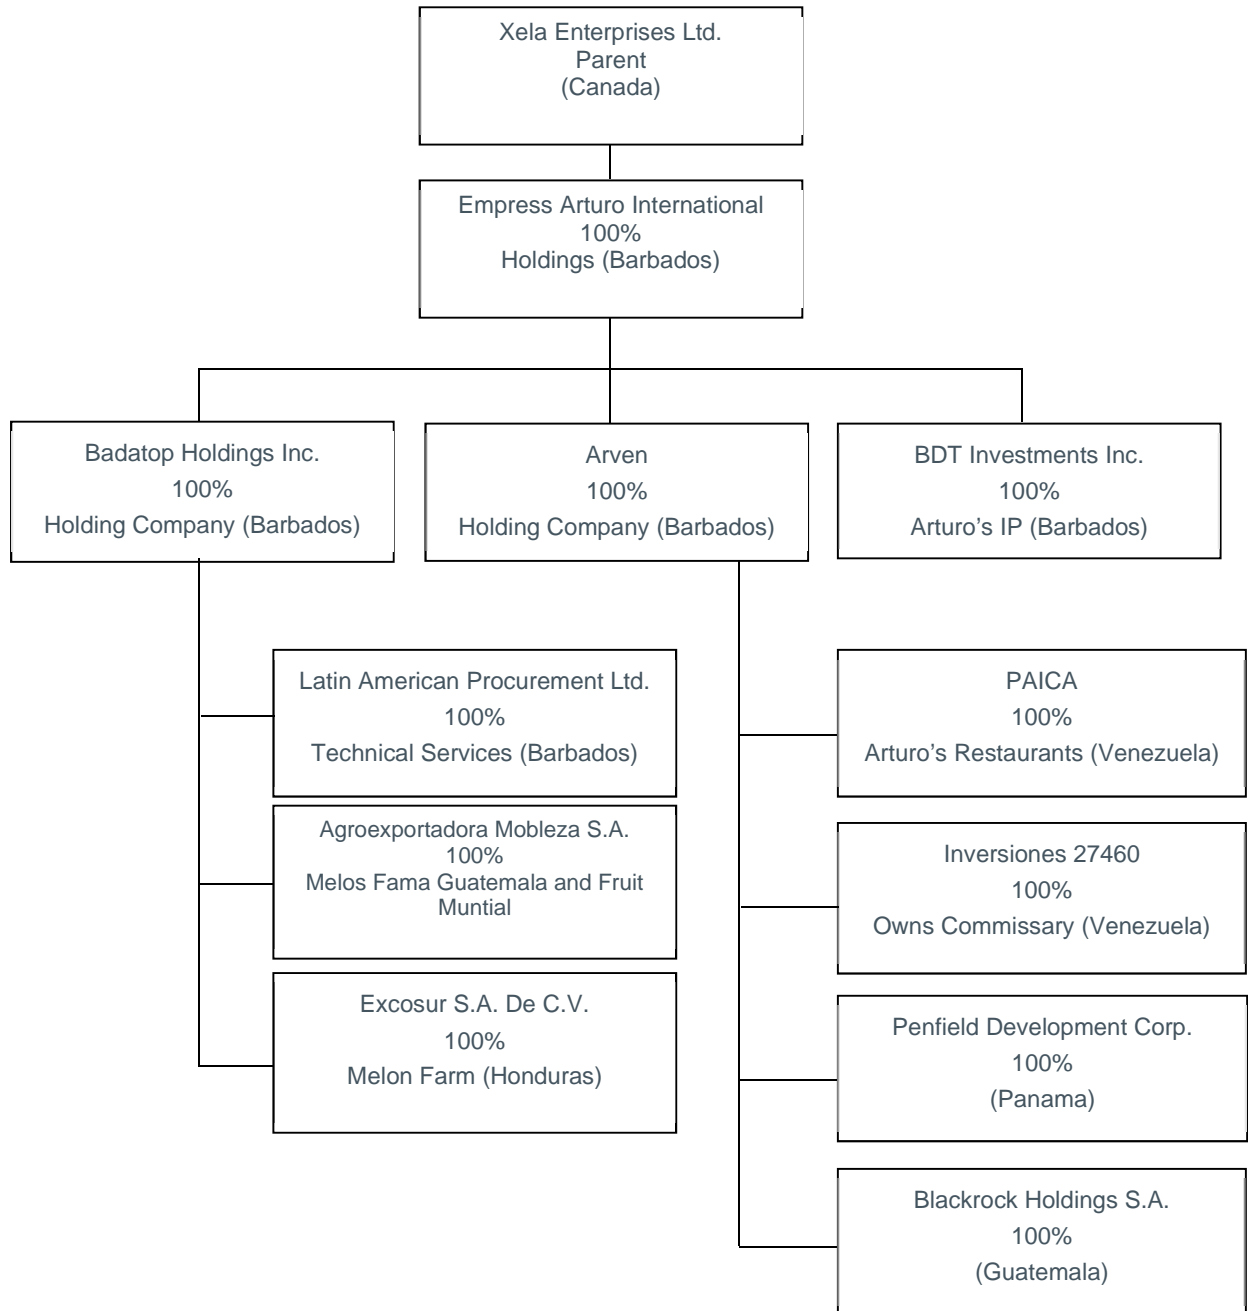 Xela Enterprises Ltd.
Parent
(Canada)
Empress Arturo International
100%
Holdings (Barbados)
Badatop Holdings Inc.
100%
Holding Company (Barbados)
Arven
100%
Holding Company (Barbados)
BDT Investments Inc.
100%
Arturo’s IP (Barbados)
Latin American Procurement Ltd.
100%
Technical Services (Barbados)
Agroexportadora Mobleza S.A.
100%
Melos Fama Guatemala and Fruit
Muntial
Excosur S.A. De C.V.
100%
Melon Farm (Honduras)
PAICA
100%
Arturo’s Restaurants (Venezuela)
Inversiones 27460
100%
Owns Commissary (Venezuela)
Penfield Development Corp.
100%
(Panama)
Blackrock Holdings S.A.
100%
(Guatemala)